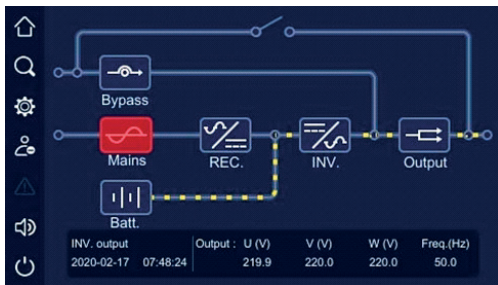 Bypass
Mains
REC.
INV.
Output
Batt.
INV. output
Output : U (V) V (V) W (V) Freq.(Hz)
2020-02-17 07:48:24 219.9 220.0 220.0 50.0